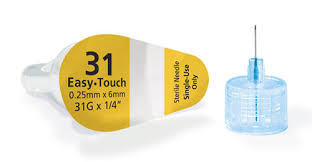 31
Easy•Touch
0.25mm x 6mm
31G x 1/4"
Sterile Needle
Single-Use
Only